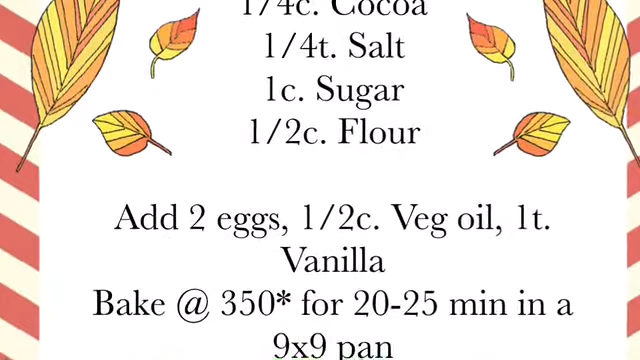 1/4c. Cocoa
1/4t. Salt
1c. Sugar
1/2c. Flour
Add 2 eggs, 1/2c. Veg oil, 1t.
Vanilla
Bake @ 350* for 20-25 min in a
9x9 pan